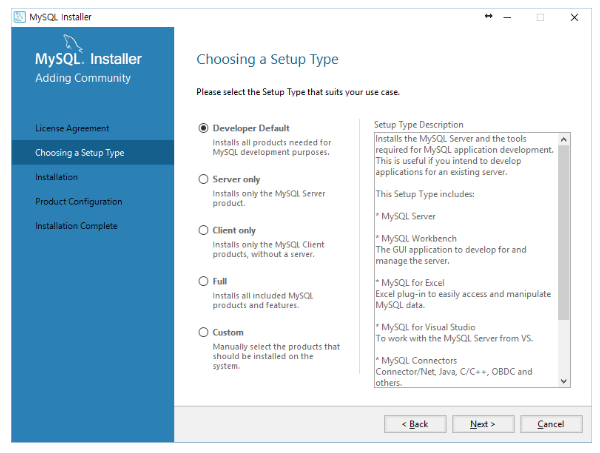 MySQL Installer
MySQL. Installer
Adding Community
License Agreement
Choosing a Setup Type
Installation
Product Configuration
Installation Complete
Choosing a Setup Type
Please select the Setup Type that suits your use case.
Developer Default
Installs all products needed for
MySQL development purposes.
Server only
Installs only the MySQL Server
product.
Client only
Installs only the MySQL Client
products, without a server.
Full
Installs all included MySQL
products and features.
Custom
Manually select the products that
should be installed on the
system.
Setup Type Description
Installs the MySQL Server and the tools
required for MySQL application development.
This is useful if you intend to develop
applications for an existing server.
This Setup Type includes:
* MySQL Server
* MySQL Workbench
The GUI application to develop for and
manage the server.
* MySQL for Excel
Excel plug-in to easily access and manipulate
MySQL data.
* MySQL for Visual Studio
To work with the MySQL Server from VS.
* MySQL Connectors
Connector/Net, Java, C/C++, OBDC and
others.
< Back
Next >
Cancel